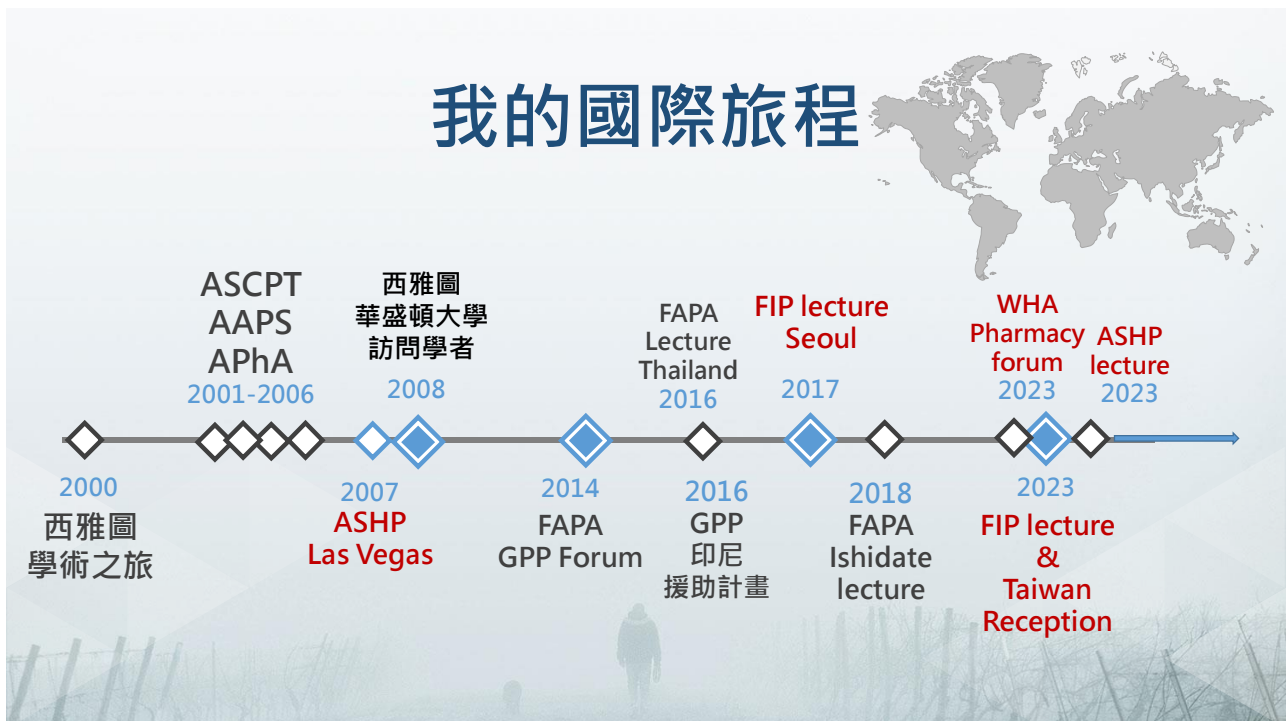 我的國際旅程
ASCPT
AAPS
APhA
2001-2006
西雅圖
華盛頓大學
訪問學者
2008
FAPA
Lecture
Thailand
2016
FIP lecture
Seoul
2017
WHA
Pharmacy
forum
2023
ASHP
lecture
2023
2000
西雅圖
學術之旅
2007
ASHP
Las Vegas
2014
FAPA
GPP Forum
2016
GPP
印尼
援助計畫
2018
FAPA
Ishidate
lecture
2023
FIP lecture
&
Taiwan
Reception